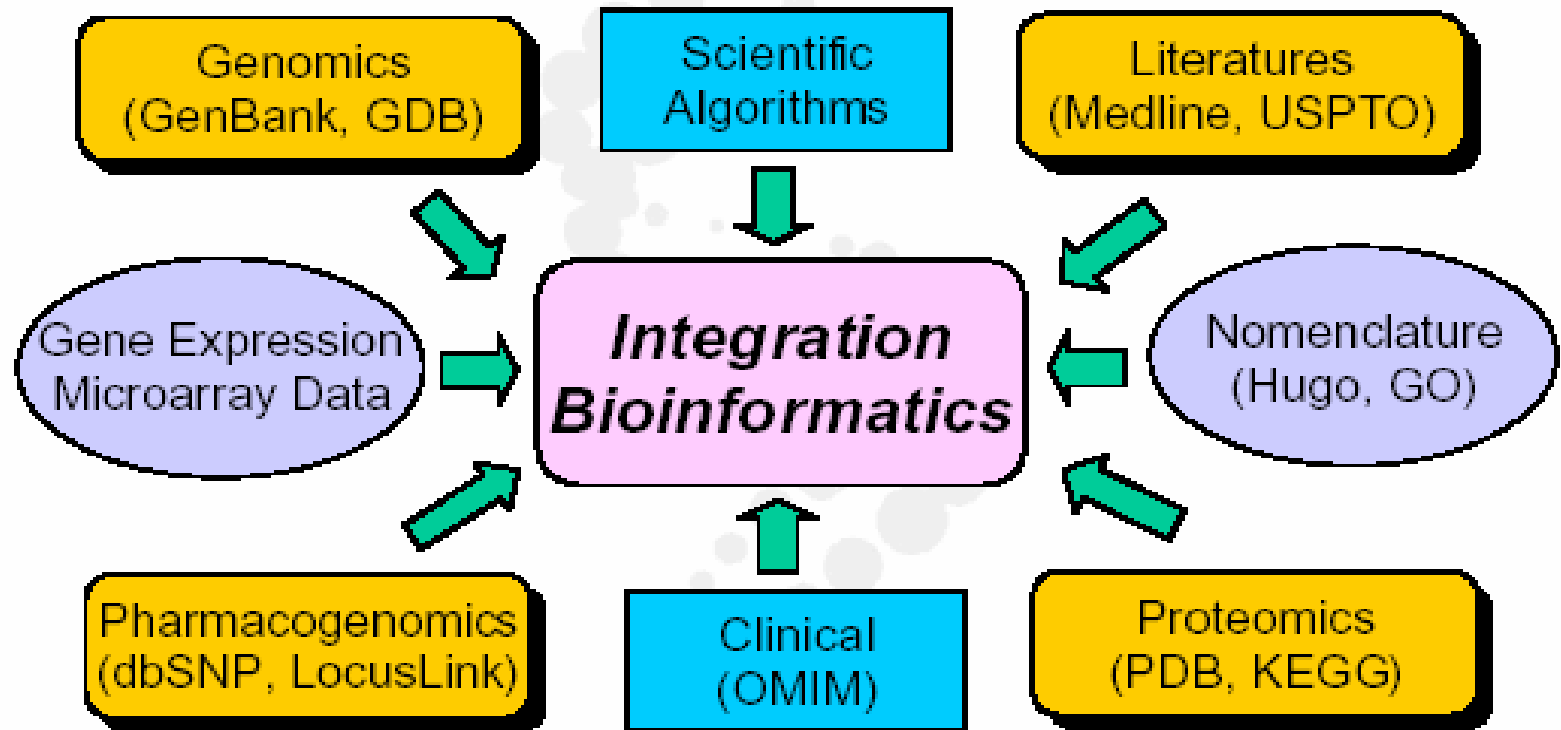 Genomics
(GenBank, GDB)
Scientific
Algorithms
Literatures
(Medline, USPTO)
Gene Expression
Microarray Data
Integration
Bioinformatics
Nomenclature
(Hugo, GO)
Pharmacogenomics
(dbSNP, LocusLink)
Clinical
(OMIM)
Proteomics
(PDB, KEGG)